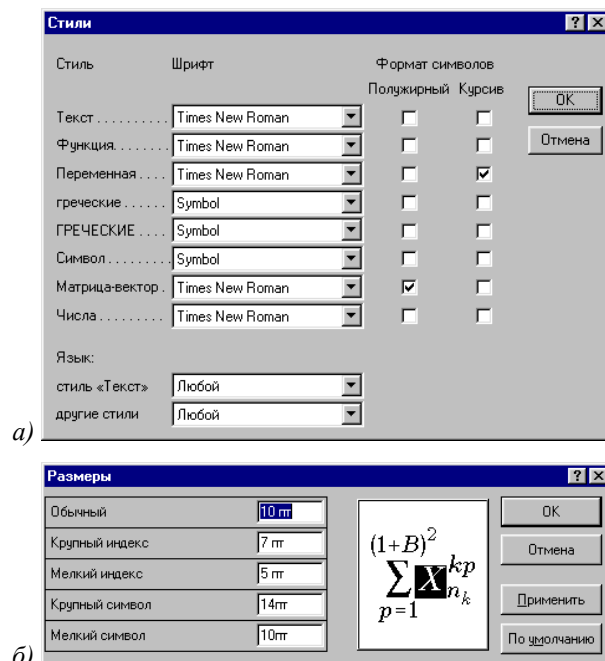 Стили
Стиль Шрифт Формат символов
Полужирный Курсив
OK
Текст . . . . . . . . . . Times New Roman
Функция. . . . . . . . Times New Roman
Отмена
Переменная . . . . Times New Roman
греческие . . . . . . Symbol
ГРЕЧЕСКИЕ . . . . Symbol
Символ . . . . . . . . . Symbol
Матрица-вектор . Times New Roman
Числа . . . . . . . . . Times New Roman
Язык:
стиль «Текст» Любой
другие стили Любой
а)
Размеры
Обычный 10 пт
OK
Крупный индекс 7 пт
Отмена
Мелкий индекс 5 пт
Крупный символ 14пт
Применить
Мелкий символ 10пт
По умолчанию
(1+B)²
∑ X kp
n k
p=1
б)